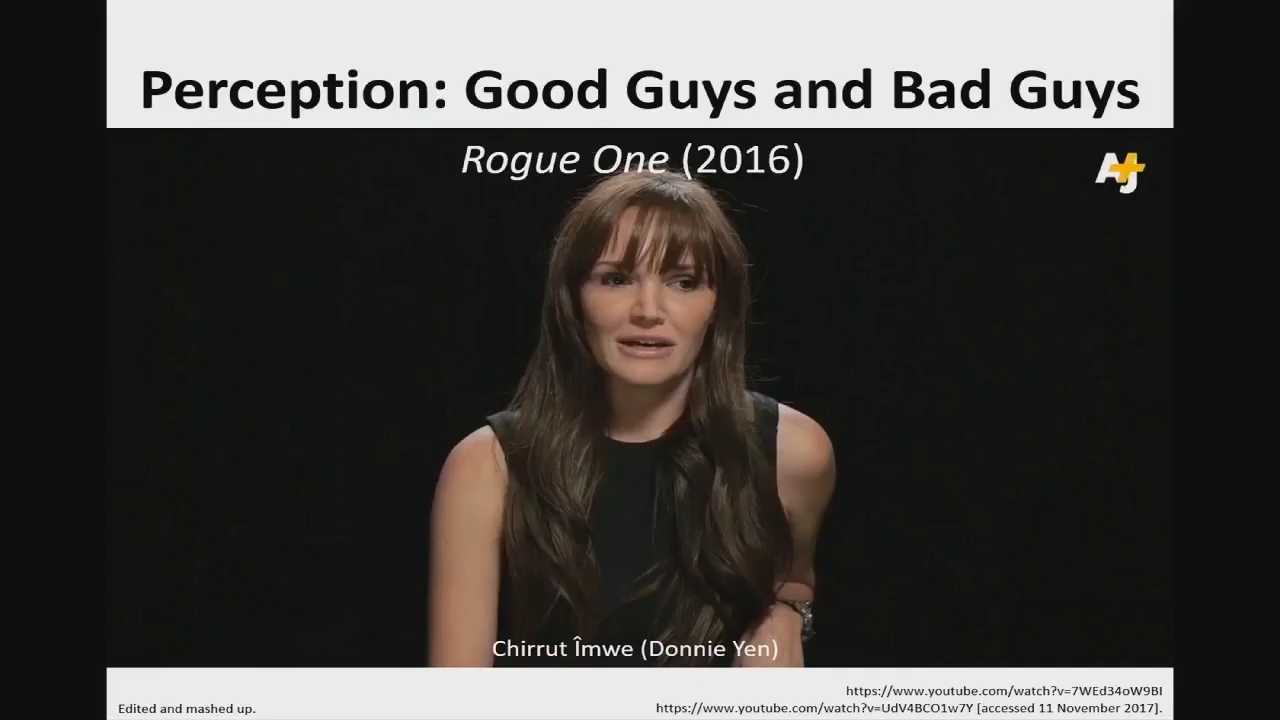 Perception: Good Guys and Bad Guys
Rogue One (2016)
AJ+
Chirrut Îmwe (Donnie Yen)
https://www.youtube.com/watch?v=7WEd34oW9BI
Edited and mashed up.
https://www.youtube.com/watch?v=UdV4BCO1w7Y [accessed 11 November 2017].